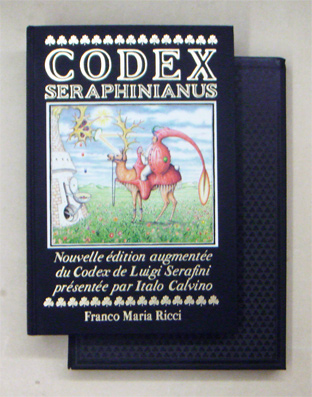 CODEX
SERAPHINIANUS
Nouvelle édition augmentée
du Codex de Luigi Serafini
présentée par Italo Calvino
Franco Maria Ricci